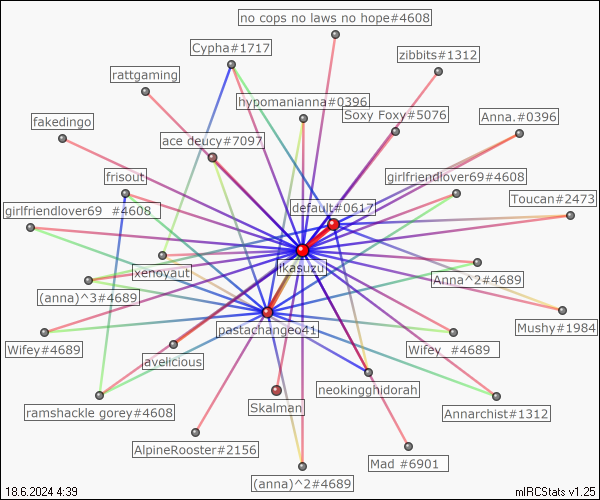 no cops no laws no hope#4608
Cypha#1717
zibbits#1312
rattgaming
hypomanianna#0396
Soxy Foxy#5076
Anna.#0396
fakedingo
ace deucy#7097
frisout
girlfriendlover69#4608
Toucan#2473
default#0617
girlfriendlover69 #4608
xenoyaut
ikasuzu
Anna^2#4689
(anna)^3#4689
Mushy#1984
pastachangeo41
Wifey#4689
Wifey #4689
avelicious
neokingghidorah
ramshackle gorey#4608
Skalman
Annarchist#1312
AlpineRooster#2156
Mad #6901
(anna)^2#4689
18.6.2024 4:39
mIRCStats v1.25